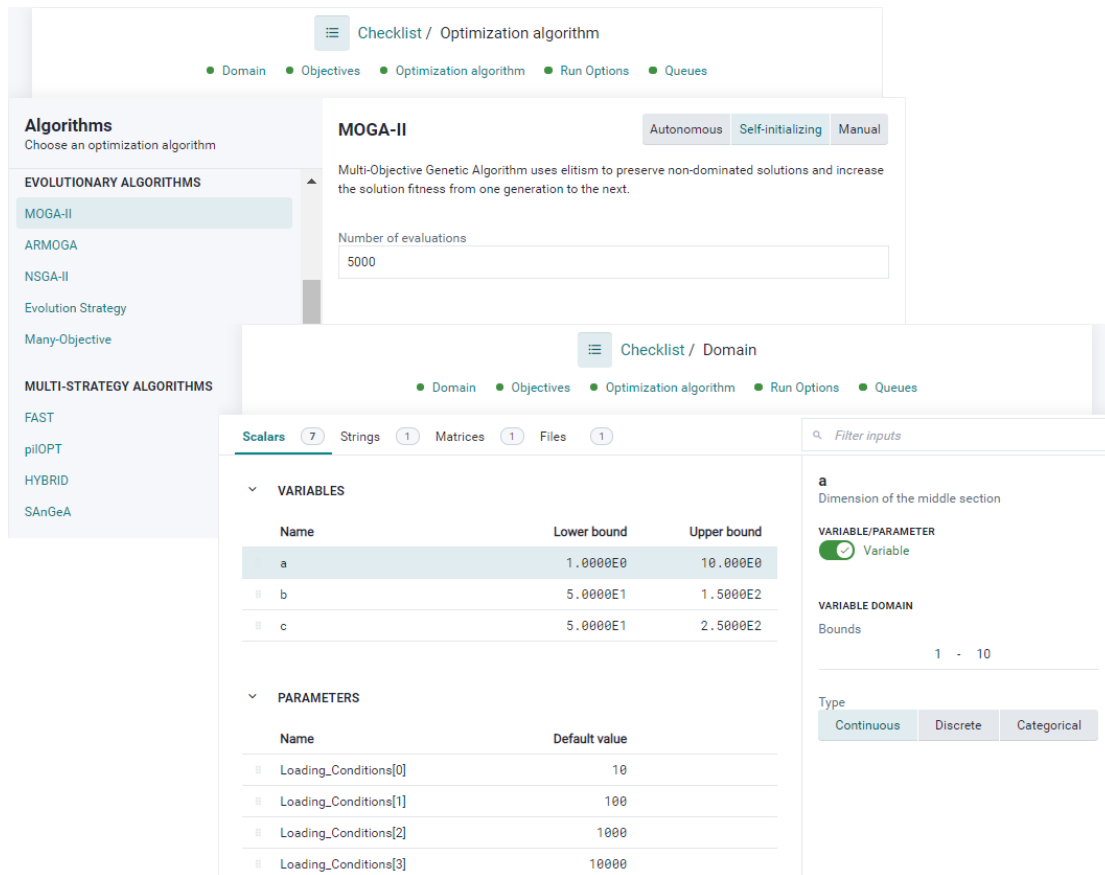 Checklist / Optimization algorithm
Domain Objectives Optimization algorithm Run Options Queues
Algorithms
Choose an optimization algorithm
EVOLUTIONARY ALGORITHMS
MOGA-II
ARMOGA
NSGA-II
Evolution Strategy
Many-Objective
MULTI-STRATEGY ALGORITHMS
FAST
pilOPT
HYBRID
SAnGeA
MOGA-II
Autonomous Self-initializing Manual
Multi-Objective Genetic Algorithm uses elitism to preserve non-dominated solutions and increase
the solution fitness from one generation to the next.
Number of evaluations
5000
Checklist / Domain
Domain Objectives Optimization algorithm Run Options Queues
Scalars 7 Strings 1 Matrices 1 Files 1
VARIABLES
Name Lower bound Upper bound
a 1.0000E0 10.000E0
b 5.0000E1 1.5000E2
c 5.0000E1 2.5000E2
PARAMETERS
Name Default value
Loading_Conditions[0] 10
Loading_Conditions[1] 100
Loading_Conditions[2] 1000
Loading_Conditions[3] 10000
Filter inputs
a
Dimension of the middle section
VARIABLE/PARAMETER
Variable
VARIABLE DOMAIN
Bounds
1 - 10
Type
Continuous Discrete Categorical